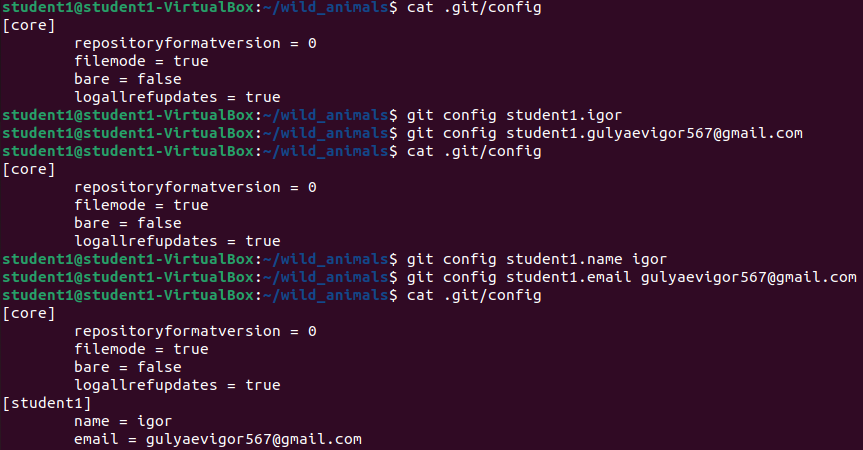 student1@student1-VirtualBox:~/wild_animals$ cat .git/config
[core]
        repositoryformatversion = 0
        filemode = true
        bare = false
        logallrefupdates = true
student1@student1-VirtualBox:~/wild_animals$ git config student1.igor
student1@student1-VirtualBox:~/wild_animals$ git config student1.gulyaevigor567@gmail.com
student1@student1-VirtualBox:~/wild_animals$ cat .git/config
[core]
        repositoryformatversion = 0
        filemode = true
        bare = false
        logallrefupdates = true
student1@student1-VirtualBox:~/wild_animals$ git config student1.name igor
student1@student1-VirtualBox:~/wild_animals$ git config student1.email gulyaevigor567@gmail.com
student1@student1-VirtualBox:~/wild_animals$ cat .git/config
[core]
        repositoryformatversion = 0
        filemode = true
        bare = false
        logallrefupdates = true
[student1]
        name = igor
        email = gulyaevigor567@gmail.com